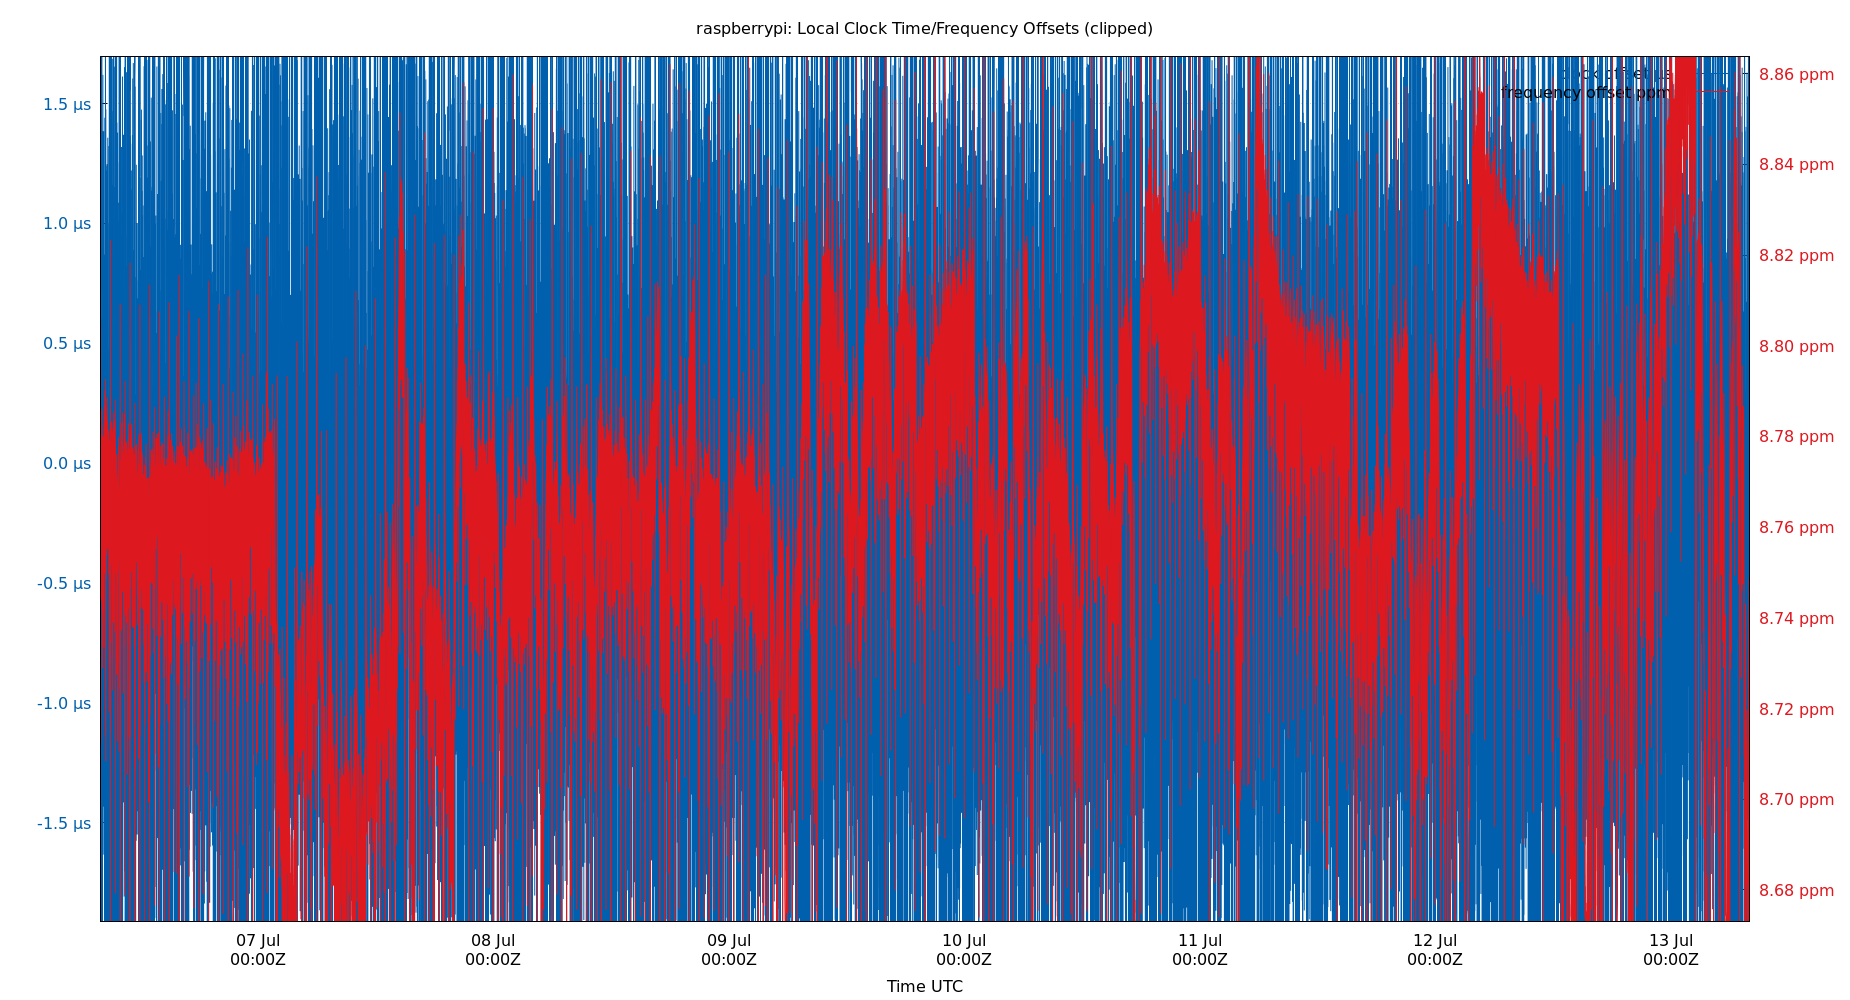 raspberrypi: Local Clock Time/Frequency Offsets (clipped)
clock offset µs
frequency offset ppm
1.5 µs
1.0 µs
0.5 µs
0.0 µs
-0.5 µs
-1.0 µs
-1.5 µs
8.86 ppm
8.84 ppm
8.82 ppm
8.80 ppm
8.78 ppm
8.76 ppm
8.74 ppm
8.72 ppm
8.70 ppm
8.68 ppm
07 Jul
00:00Z
08 Jul
00:00Z
09 Jul
00:00Z
10 Jul
00:00Z
11 Jul
00:00Z
12 Jul
00:00Z
13 Jul
00:00Z
Time UTC